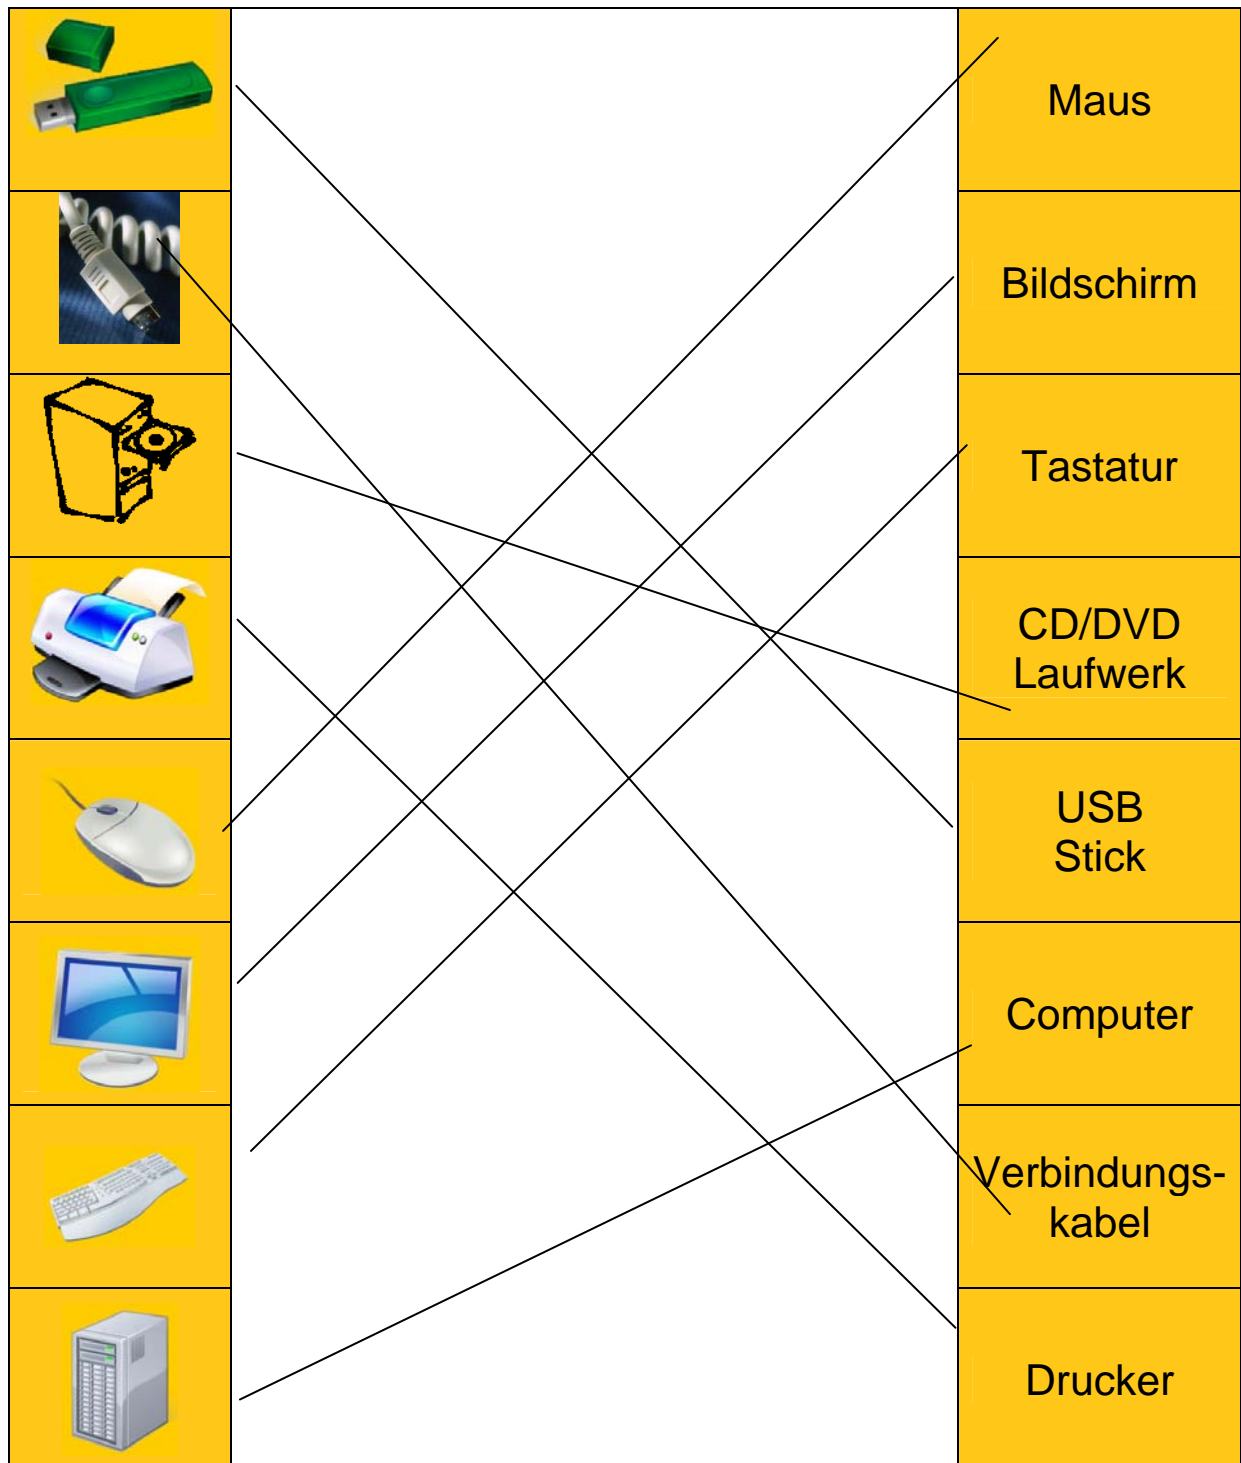 Maus
Bildschirm
Tastatur
CD/DVD
Laufwerk
USB
Stick
Computer
Verbindungs-
kabel
Drucker